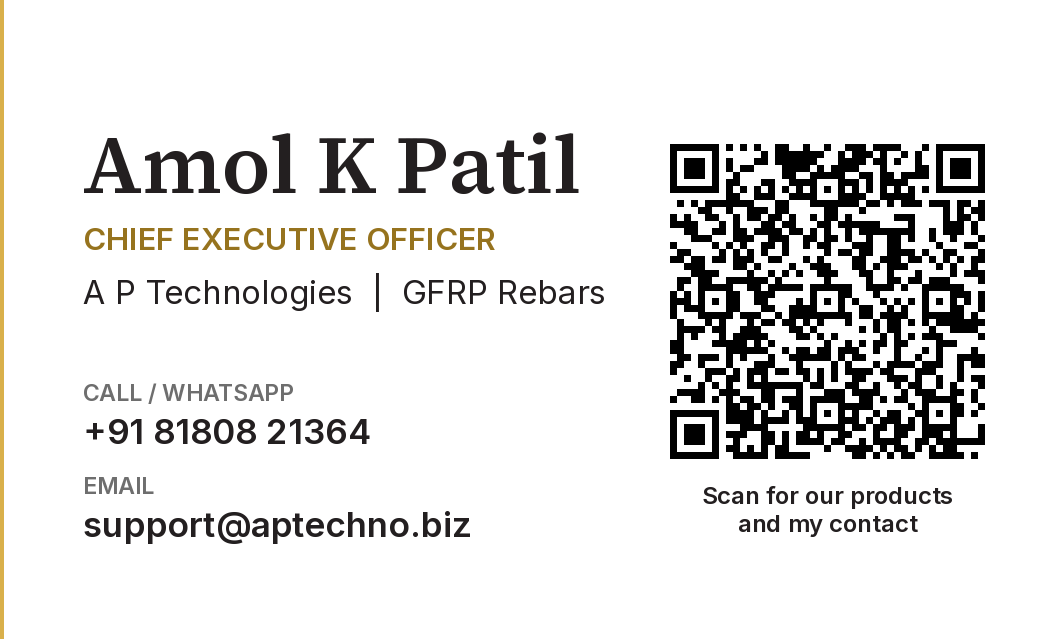 Amol K Patil
CHIEF EXECUTIVE OFFICER
A P Technologies | GFRP Rebars
CALL / WHATSAPP
+91 81808 21364
EMAIL
support@aptechno.biz
Scan for our products
and my contact